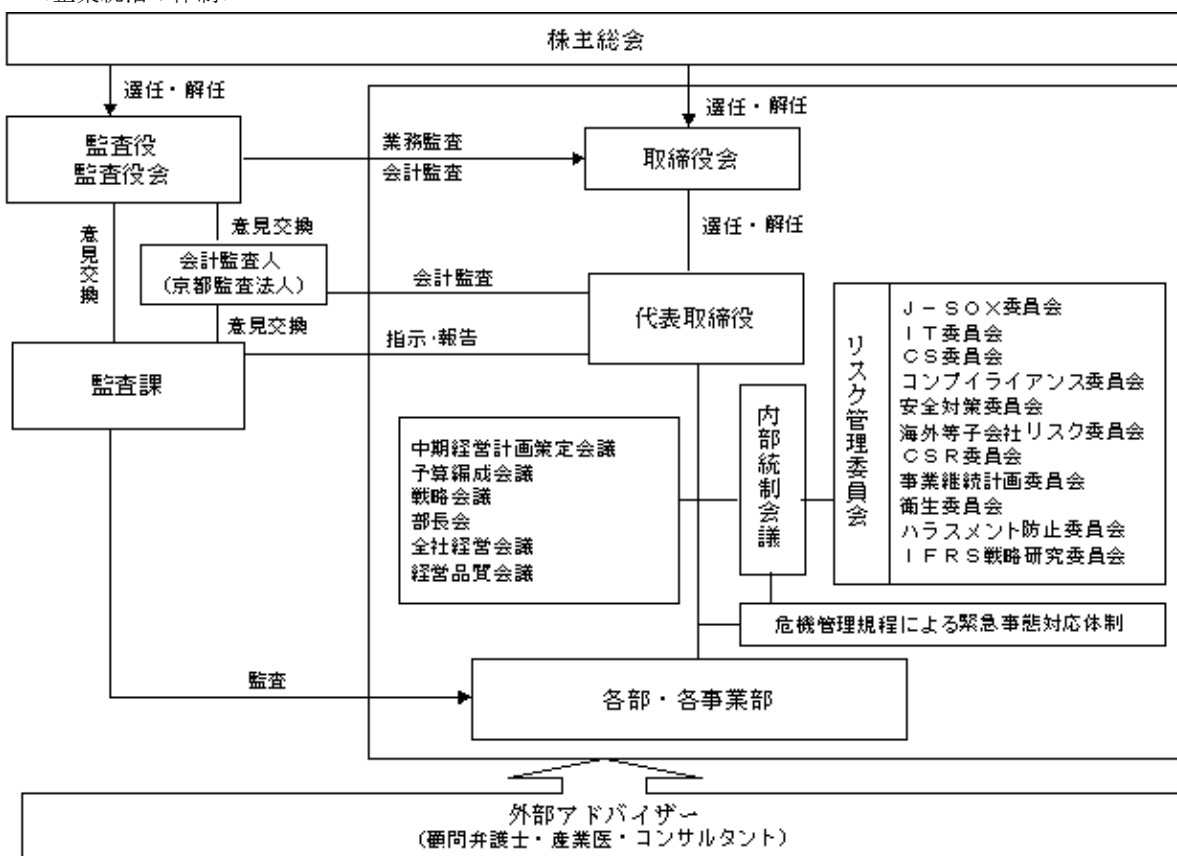 株主総会
選任・解任
選任・解任
監査役
監査役会
業務監査
会計監査
取締役会
意見交換
意見交換
選任・解任
会計監査人
(京都監査法人)
会計監査
代表取締役
意見交換
指示・報告
監査課
リスク管理委員会
J-SOX委員会
IT委員会
CS委員会
コンプイライアンス委員会
安全対策委員会
海外等子会社リスク委員会
CSR委員会
事業継続計画委員会
衛生委員会
ハラスメント防止委員会
IFRS戦略研究委員会
内部統制会議
中期経営計画策定会議
予算編成会議
戦略会議
部長会
全社経営会議
経営品質会議
危機管理規程による緊急事態対応体制
監査
各部・各事業部
外部アドバイザー
(顧問弁護士・産業医・コンサルタント)